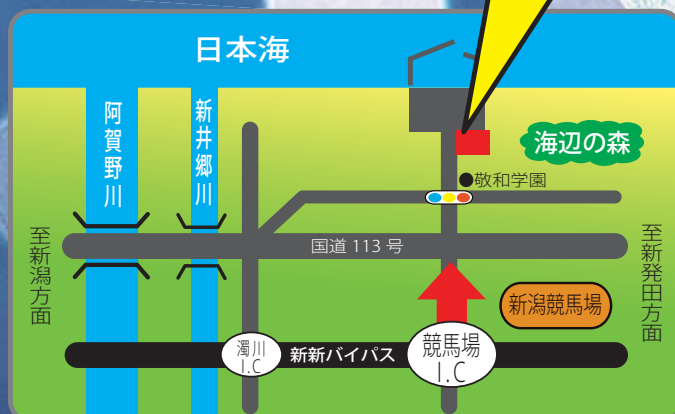 日本海
阿賀野川
新井郷川
海辺の森
●敬和学園
国道 113 号
至新潟方面
至新発田方面
新潟競馬場
濁川
I.C
新新バイパス
競馬場
I.C